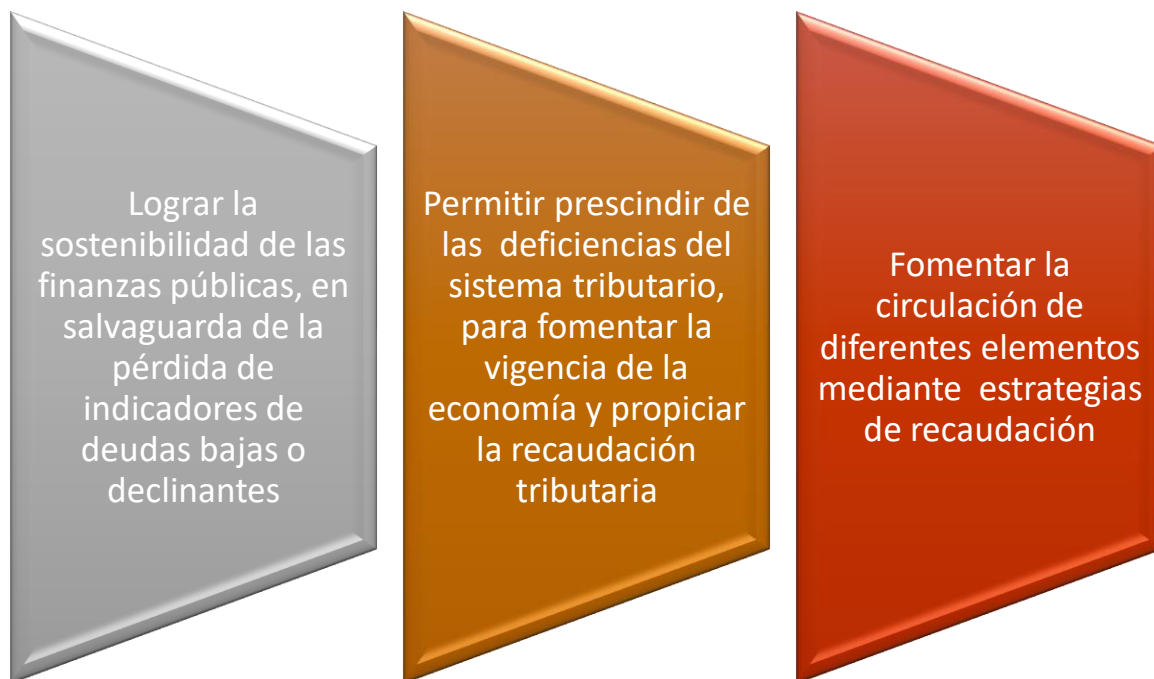 Lograr la
sostenibilidad de las
finanzas públicas, en
salvaguarda de la
pérdida de
indicadores de
deudas bajas o
declinantes
Permitir prescindir de
las  deficiencias del
sistema tributario,
para fomentar la
vigencia de la
economía y propiciar
la recaudación
tributaria
Fomentar la
circulación de
diferentes elementos
mediante  estrategias
de recaudación